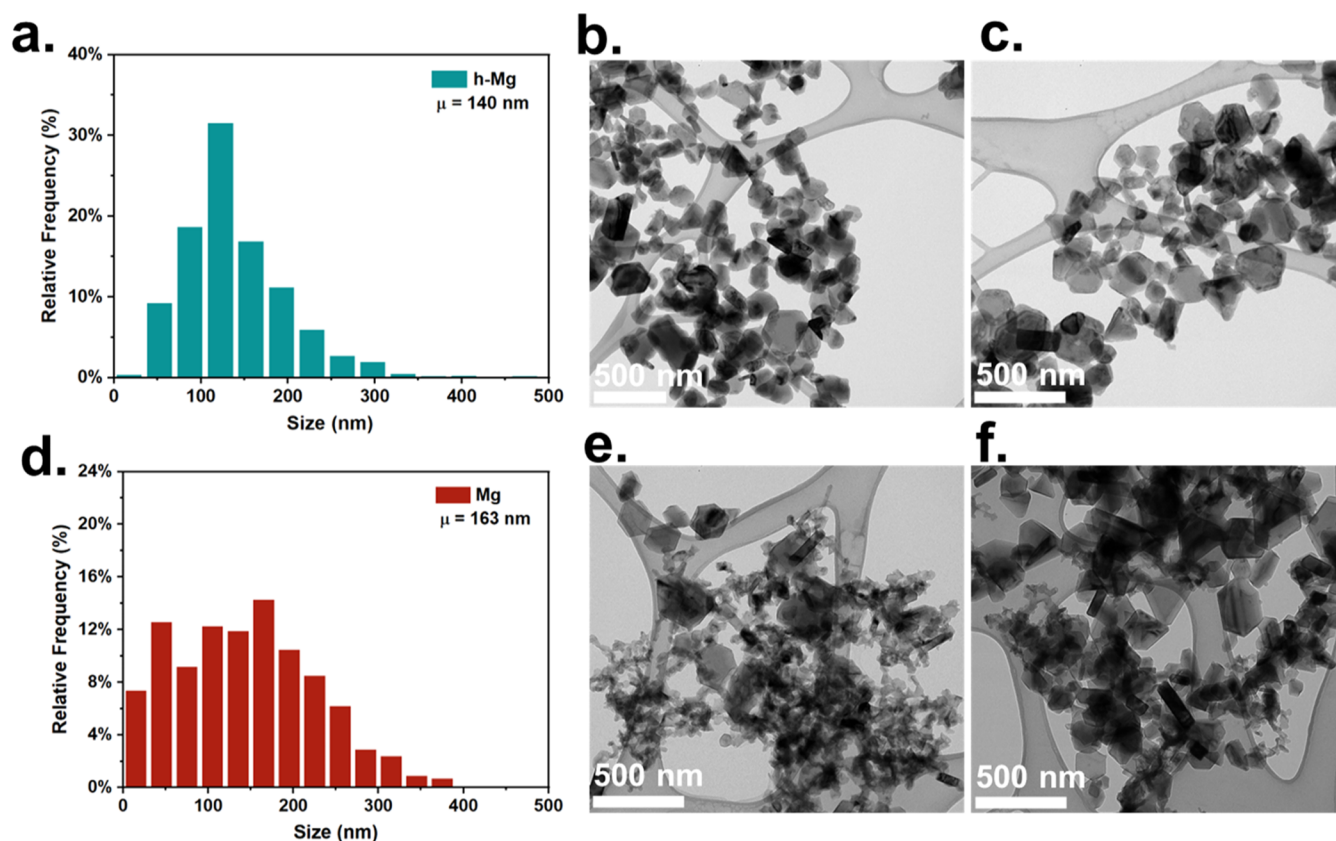 a.
40%
30%
20%
10%
0%
Relative Frequency (%)
h-Mg
μ = 140 nm
0 100 200 300 400 500
Size (nm)
b.
500 nm
c.
500 nm
d.
24%
20%
16%
12%
8%
4%
0%
Relative Frequency (%)
Mg
μ = 163 nm
0 100 200 300 400 500
Size (nm)
e.
500 nm
f.
500 nm